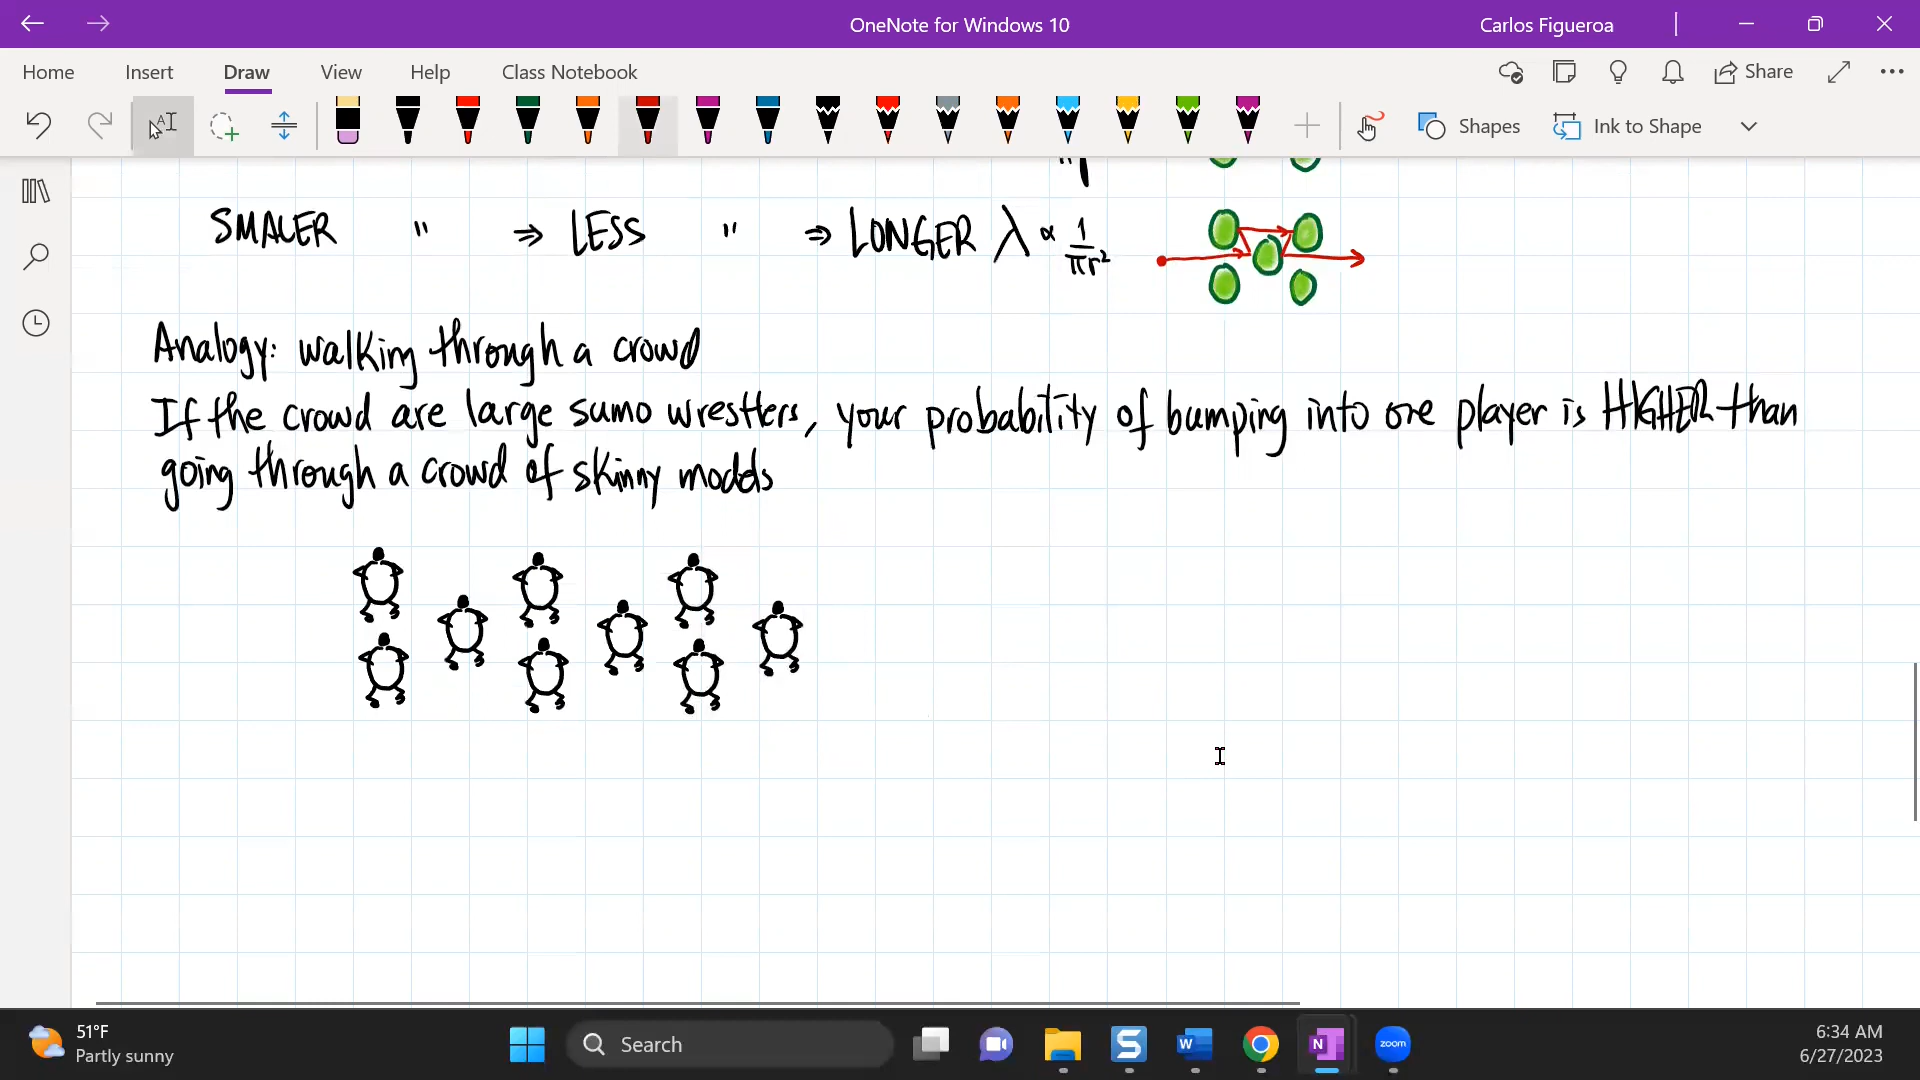 OneNote for Windows 10
Carlos Figueroa
Home Insert Draw View Help Class Notebook
Share
Shapes Ink to Shape
SMALLER " ⇒ LESS " ⇒ LONGER λ ∝ 1/πr²
Analogy: walking through a crowd
If the crowd are large sumo wrestlers, your probability of bumping into one player is HIGHER than
going through a crowd of skinny models
51°F
Partly sunny
Search
zoom
6:34 AM
6/27/2023